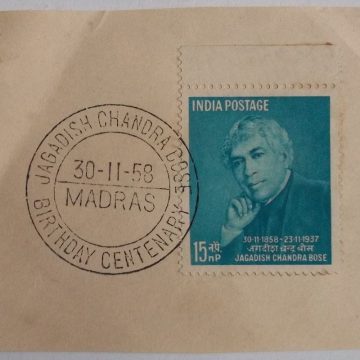 JAGADISH CHANDRA BOSE
30-11-58
MADRAS
BIRTHDAY CENTENARY
INDIA POSTAGE
15 न.पै.
nP
30·11·1858-23·11·1937
जगदीश चन्द्र बोस
JAGADISH CHANDRA BOSE